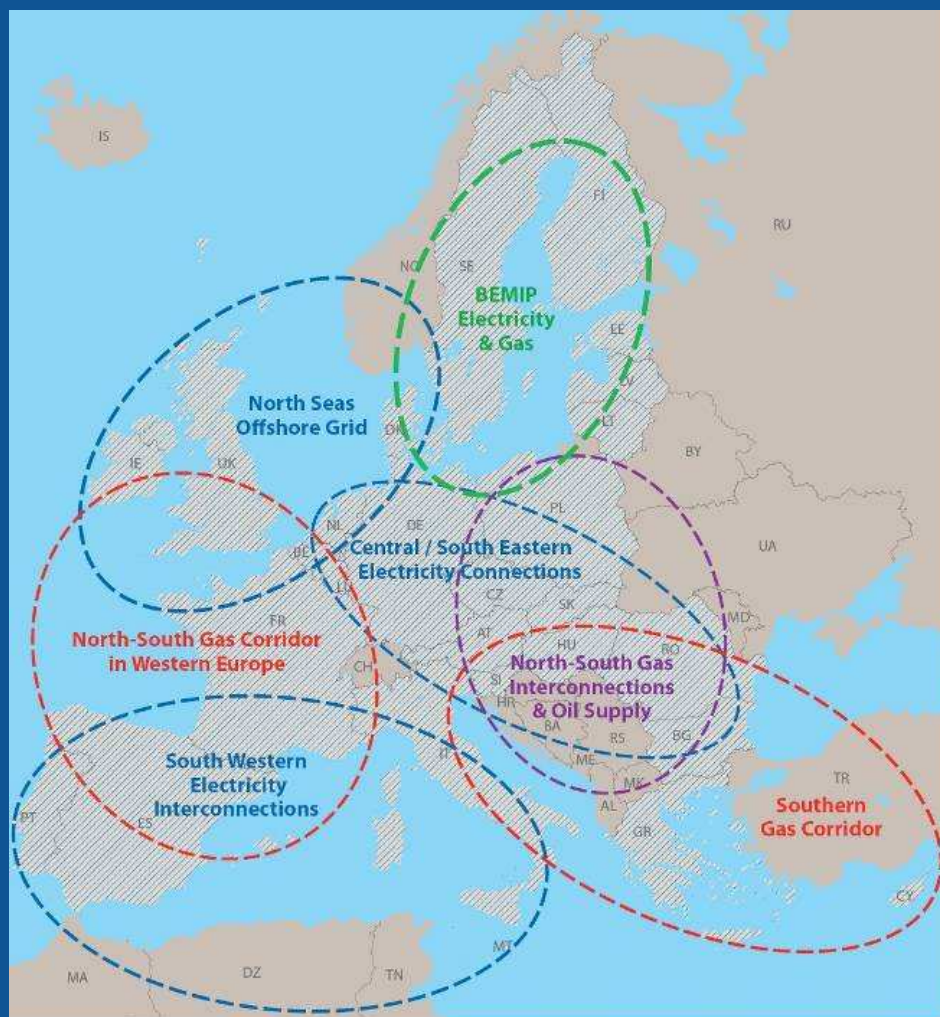 IS
FI
RU
NO
SE
BEMIP
Electricity
& Gas
EE
LV
North Seas
Offshore Grid
DK
LT
IE
UK
BY
PL
NL
DE
UA
BE
Central / South Eastern
Electricity Connections
LU
CZ
SK
FR
AT
MD
North-South Gas Corridor
in Western Europe
CH
HU
RO
North-South Gas
Interconnections
& Oil Supply
SI
HR
BA
RS
BG
IT
ME
South Western
Electricity
Interconnections
MK
TR
AL
Southern
Gas Corridor
PT
ES
GR
CY
MT
MA
DZ
TN